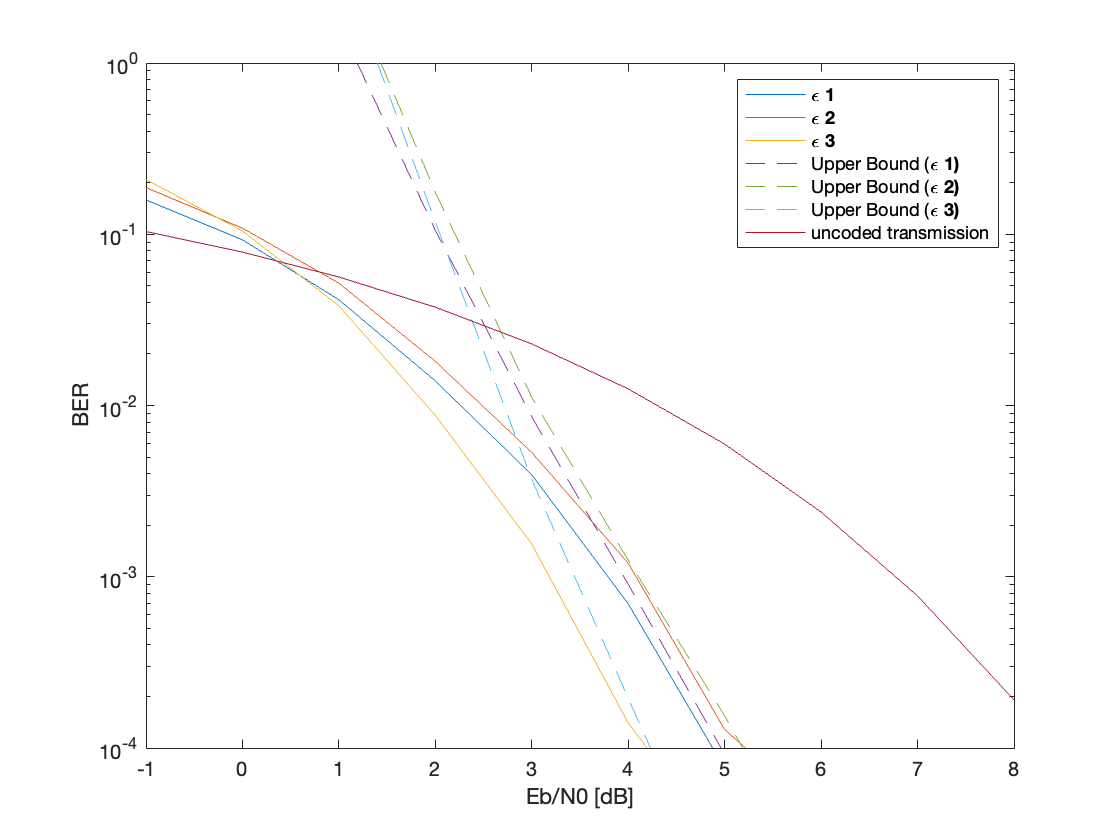 10^0
10^-1
10^-2
10^-3
10^-4
BER
ϵ 1
ϵ 2
ϵ 3
Upper Bound (ϵ 1)
Upper Bound (ϵ 2)
Upper Bound (ϵ 3)
uncoded transmission
-1 0 1 2 3 4 5 6 7 8
Eb/N0 [dB]